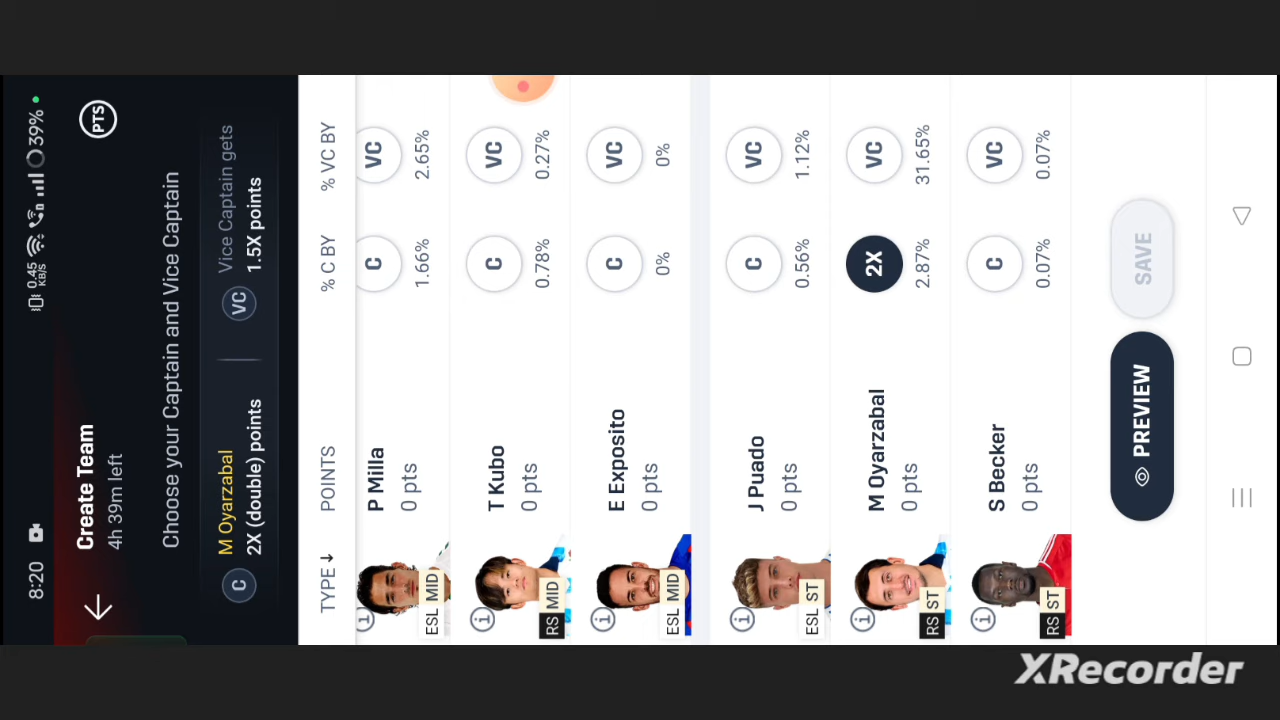 8:20
0.45
KB/S
39%
Create Team
4h 39m left
PTS
Choose your Captain and Vice Captain
C
M Oyarzabal
2X (double) points
VC
Vice Captain gets
1.5X points
TYPE ↓
POINTS
% C BY
% VC BY
ESL MID
P Milla
0 pts
C
1.66%
VC
2.65%
RS MID
T Kubo
0 pts
C
0.78%
VC
0.27%
ESL MID
E Exposito
0 pts
C
0%
VC
0%
ESL ST
J Puado
0 pts
C
0.56%
VC
1.12%
RS ST
M Oyarzabal
0 pts
2X
2.87%
VC
31.65%
RS ST
S Becker
0 pts
C
0.07%
VC
0.07%
PREVIEW
SAVE
XRecorder